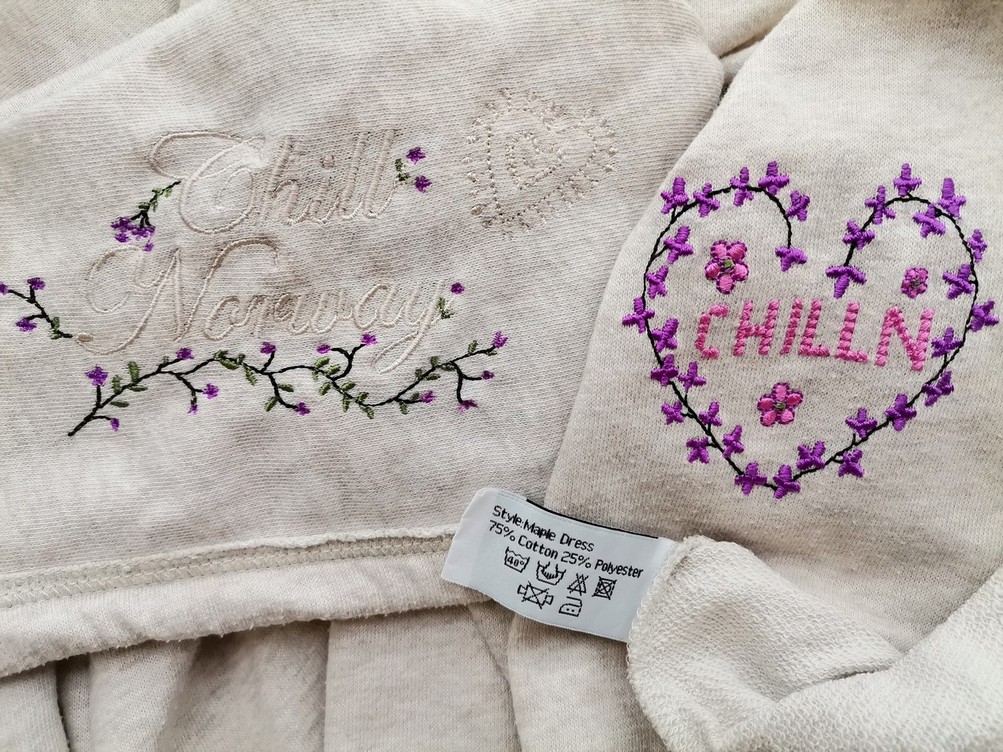 Chill
Norway
CHILLN
Style:Maple Dress
75% Cotton 25% Polyester
40°